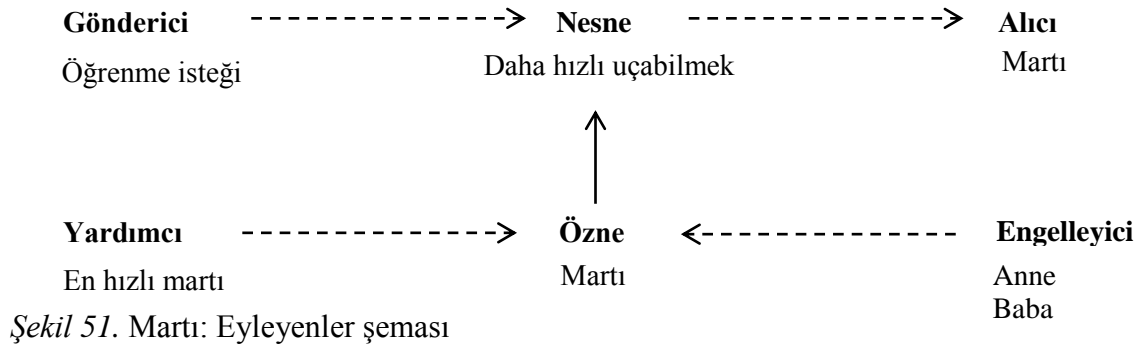 Gönderici Nesne Alıcı
Öğrenme isteği Daha hızlı uçabilmek Martı
Yardımcı Özne Engelleyici
En hızlı martı Martı Anne
Baba
Şekil 51. Martı: Eyleyenler şeması